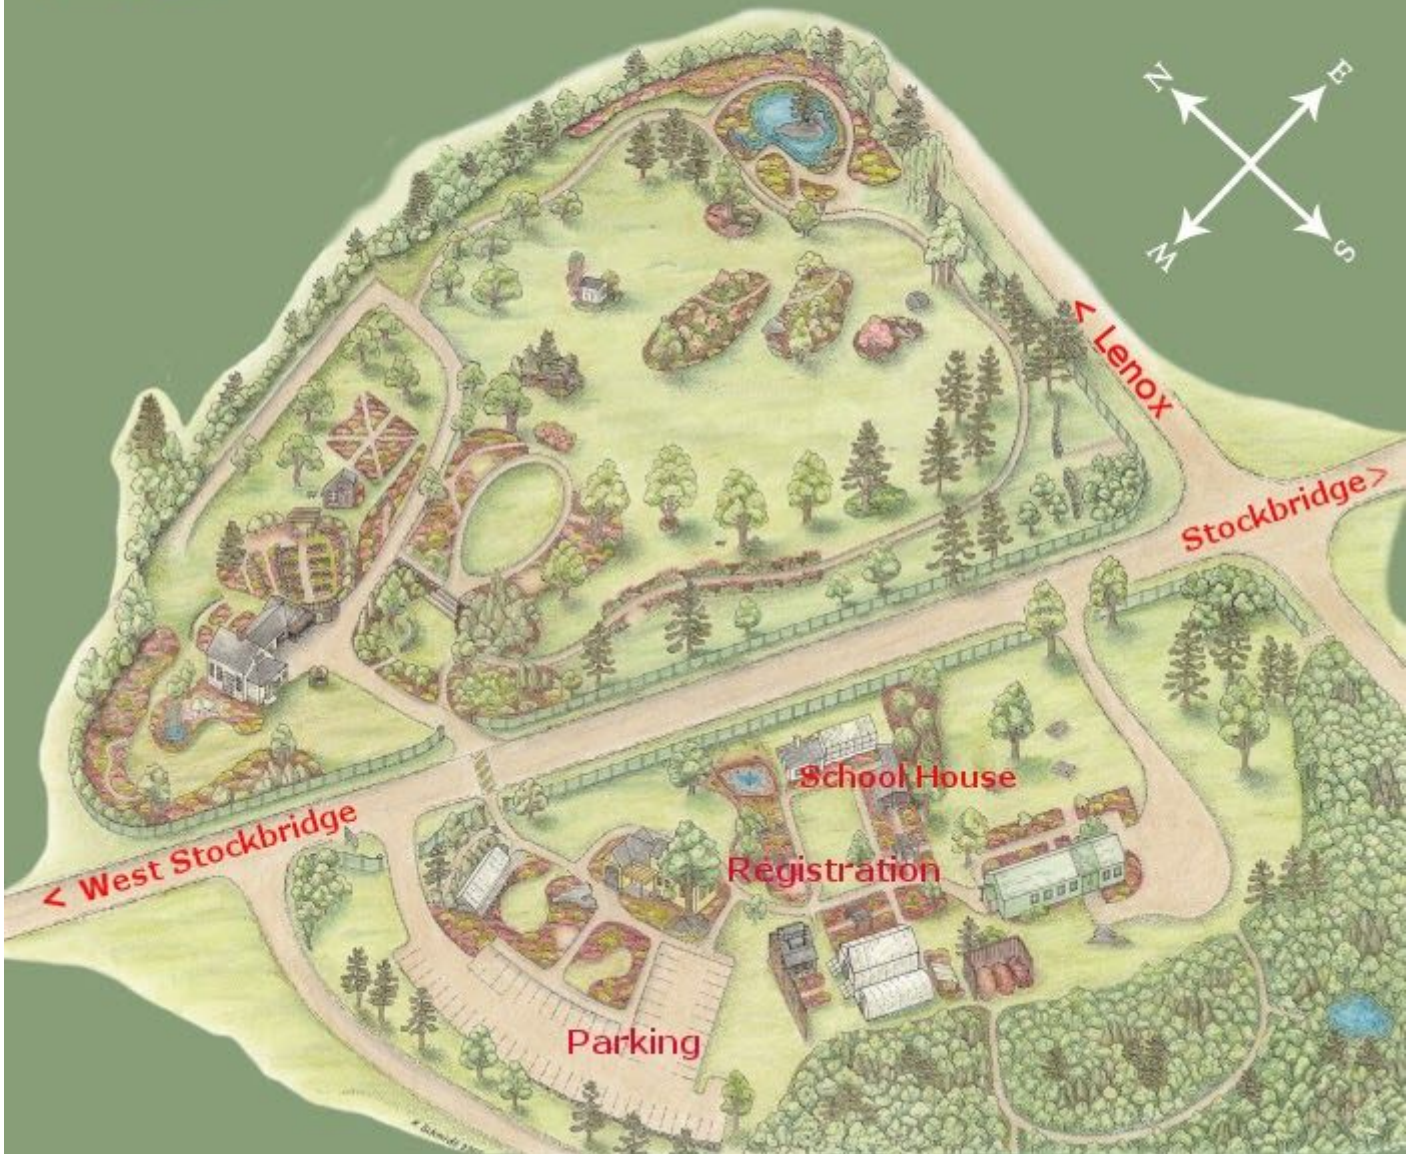 N
E
W
S
< Lenox
Stockbridge>
School House
< West Stockbridge
Registration
Parking